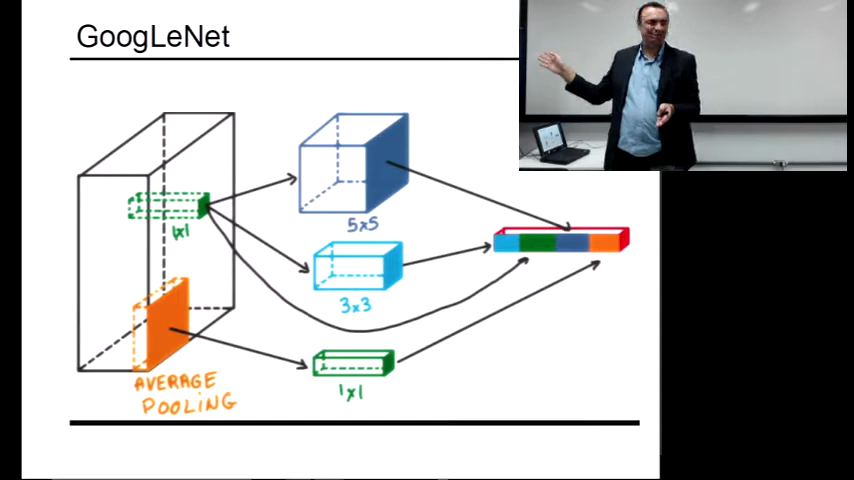 GoogLeNet
1x1
5x5
3x3
AVERAGE
POOLING
1x1